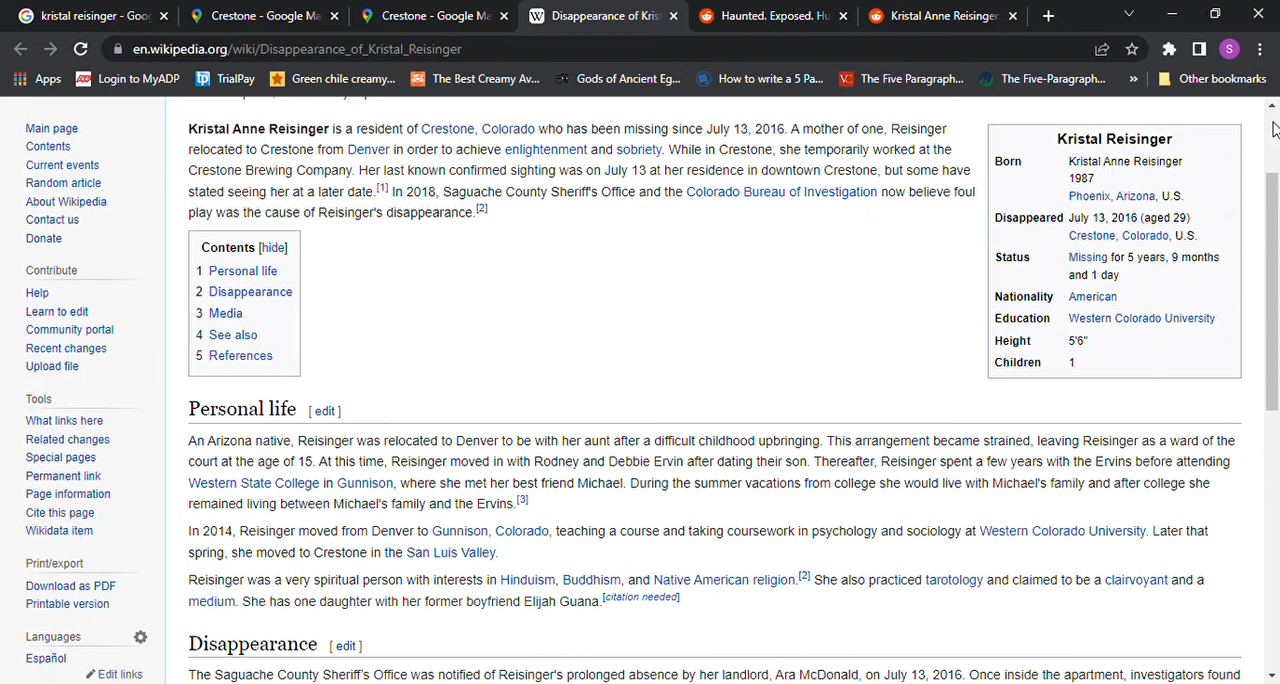 kristal reisinger - Goo
Crestone - Google Ma
Crestone - Google Ma
Disappearance of Kris
Haunted. Exposed. Hu
Kristal Anne Reisinger
en.wikipedia.org/wiki/Disappearance_of_Kristal_Reisinger
S
Apps
Login to MyADP
TrialPay
Green chile creamy...
The Best Creamy Av...
Gods of Ancient Eg...
How to write a 5 Pa...
The Five Paragraph...
The Five-Paragraph...
»
Other bookmarks
Main page
Contents
Current events
Random article
About Wikipedia
Contact us
Donate
Contribute
Help
Learn to edit
Community portal
Recent changes
Upload file
Tools
What links here
Related changes
Special pages
Permanent link
Page information
Cite this page
Wikidata item
Print/export
Download as PDF
Printable version
Languages
Español
Edit links
Kristal Anne Reisinger is a resident of Crestone, Colorado who has been missing since July 13, 2016. A mother of one, Reisinger
relocated to Crestone from Denver in order to achieve enlightenment and sobriety. While in Crestone, she temporarily worked at the
Crestone Brewing Company. Her last known confirmed sighting was on July 13 at her residence in downtown Crestone, but some have
stated seeing her at a later date.[1] In 2018, Saguache County Sheriff's Office and the Colorado Bureau of Investigation now believe foul
play was the cause of Reisinger's disappearance.[2]
Contents [hide]
1 Personal life
2 Disappearance
3 Media
4 See also
5 References
Kristal Reisinger
Born Kristal Anne Reisinger
1987
Phoenix, Arizona, U.S.
Disappeared July 13, 2016 (aged 29)
Crestone, Colorado, U.S.
Status Missing for 5 years, 9 months
and 1 day
Nationality American
Education Western Colorado University
Height 5'6"
Children 1
Personal life [ edit ]
An Arizona native, Reisinger was relocated to Denver to be with her aunt after a difficult childhood upbringing. This arrangement became strained, leaving Reisinger as a ward of the
court at the age of 15. At this time, Reisinger moved in with Rodney and Debbie Ervin after dating their son. Thereafter, Reisinger spent a few years with the Ervins before attending
Western State College in Gunnison, where she met her best friend Michael. During the summer vacations from college she would live with Michael's family and after college she
remained living between Michael's family and the Ervins.[3]
In 2014, Reisinger moved from Denver to Gunnison, Colorado, teaching a course and taking coursework in psychology and sociology at Western Colorado University. Later that
spring, she moved to Crestone in the San Luis Valley.
Reisinger was a very spiritual person with interests in Hinduism, Buddhism, and Native American religion.[2] She also practiced tarotology and claimed to be a clairvoyant and a
medium. She has one daughter with her former boyfriend Elijah Guana.[citation needed]
Disappearance [ edit ]
The Saguache County Sheriff's Office was notified of Reisinger's prolonged absence by her landlord, Ara McDonald, on July 13, 2016. Once inside the apartment, investigators found